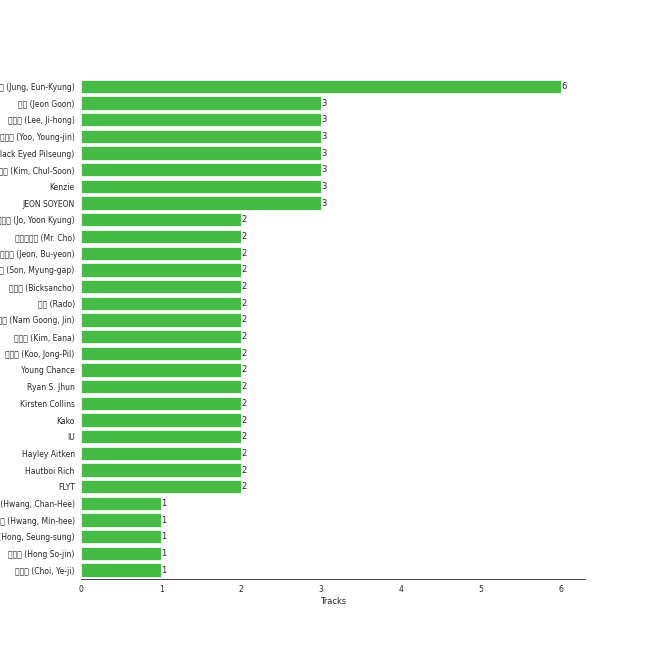 (Jung, Eun-Kyung) 6
(Jeon Goon) 3
(Lee, Ji-hong) 3
(Yoo, Young-jin) 3
lack Eyed Pilseung) 3
(Kim, Chul-Soon) 3
Kenzie 3
JEON SOYEON 3
(Jo, Yoon Kyung) 2
(Mr. Cho) 2
(Jeon, Bu-yeon) 2
(Son, Myung-gap) 2
(Bicksancho) 2
(Rado) 2
(Nam Goong, Jin) 2
(Kim, Eana) 2
(Koo, Jong-Pil) 2
Young Chance 2
Ryan S. Jhun 2
Kirsten Collins 2
Kako 2
IU 2
Hayley Aitken 2
Hautboi Rich 2
FLYT 2
(Hwang, Chan-Hee) 1
(Hwang, Min-hee) 1
(Hong, Seung-sung) 1
(Hong So-jin) 1
(Choi, Ye-ji) 1
0 1 2 3 4 5 6
Tracks